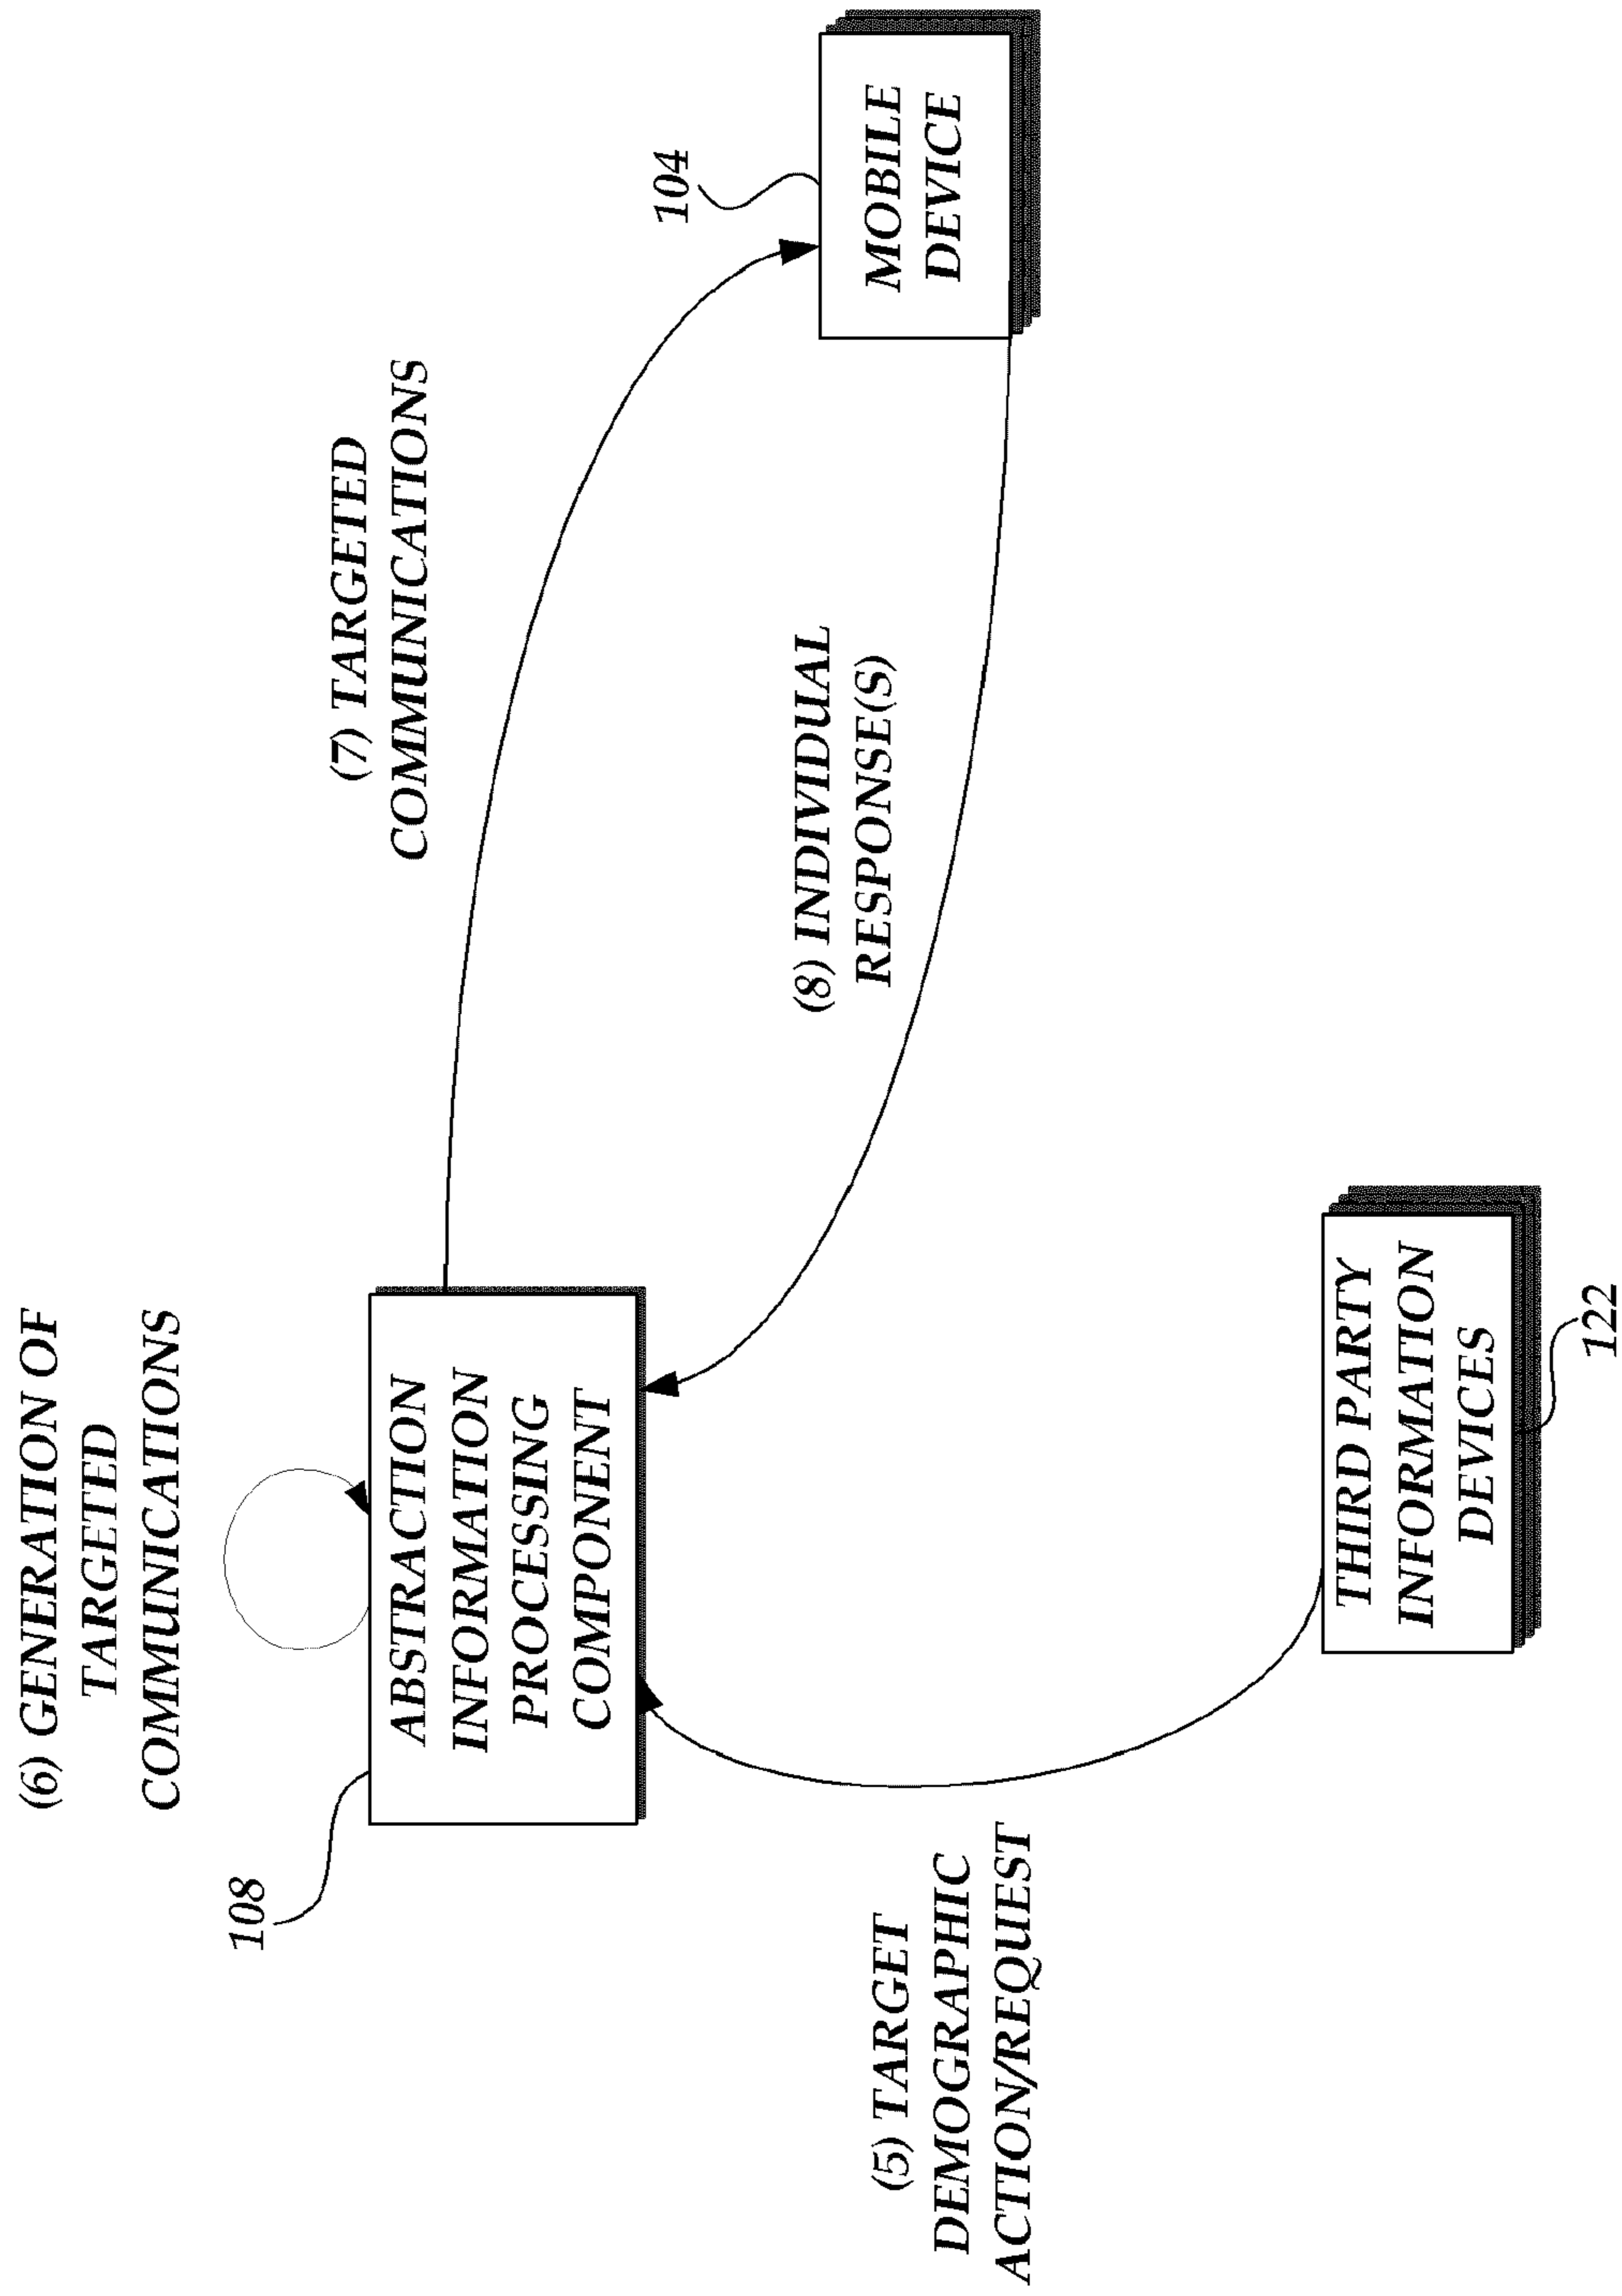 (6) GENERATION OF
TARGETED
COMMUNICATIONS
108
ABSTRACTION
INFORMATION
PROCESSING
COMPONENT
(7) TARGETED
COMMUNICATIONS
(8) INDIVIDUAL
RESPONSE(S)
104
MOBILE
DEVICE
(5) TARGET
DEMOGRAPHIC
ACTION/REQUEST
THIRD PARTY
INFORMATION
DEVICES
122